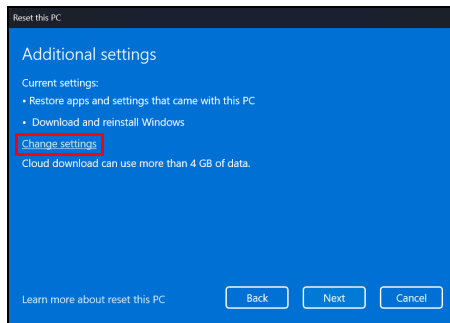 Reset this PC
Additional settings
Current settings:
• Restore apps and settings that came with this PC
• Download and reinstall Windows
Change settings
Cloud download can use more than 4 GB of data.
Learn more about reset this PC
Back
Next
Cancel